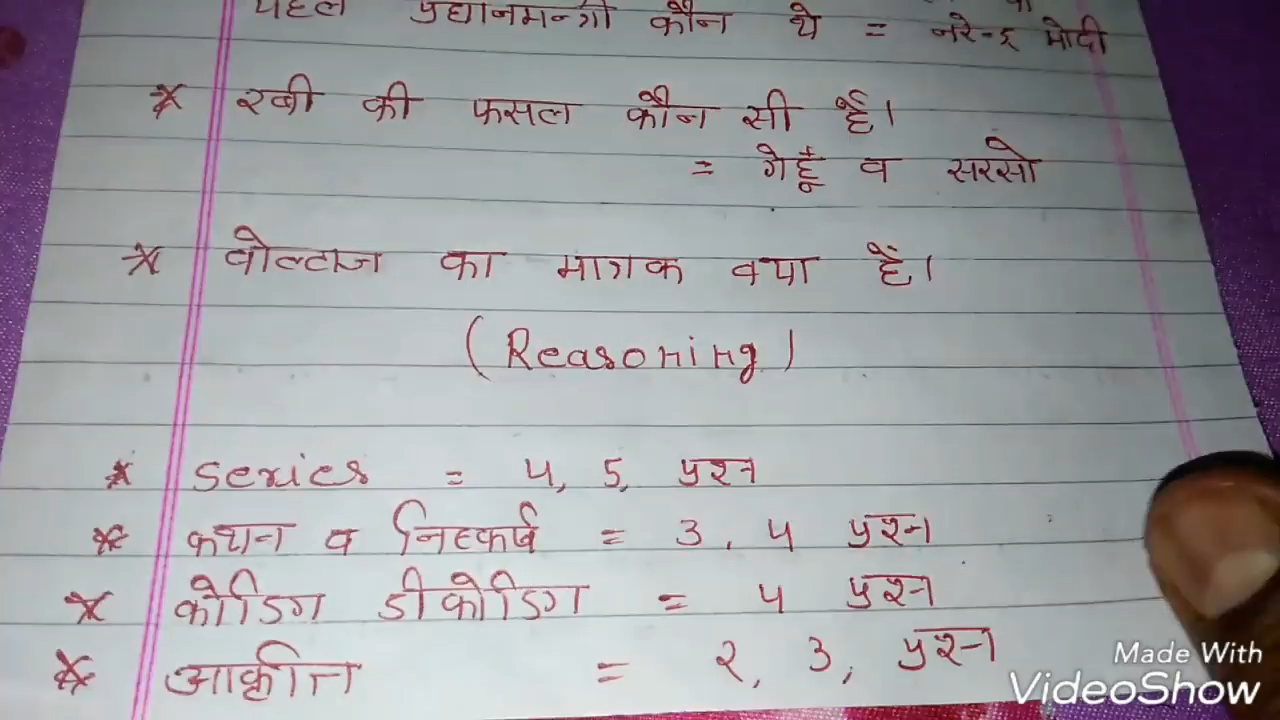 पहले प्रधानमन्त्री कौन थे = नरेन्द्र मोदी
* रबी की फसल कौन सी है।
= गेहूँ व सरसो
* वोल्टाज का मात्रक क्या है।
(Reasoning)
* Series = 4, 5, प्रश्न
* कथन व निष्कर्ष = 3, 4 प्रश्न
* कोडिंग डीकोडिंग = 4 प्रश्न
* आकृति = 2, 3, प्रश्न
Made With
VideoShow